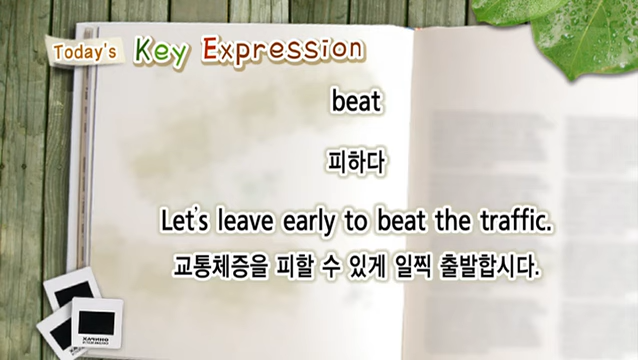 Today's Key Expression
beat
피하다
Let's leave early to beat the traffic.
교통체증을 피할 수 있게 일찍 출발합시다.